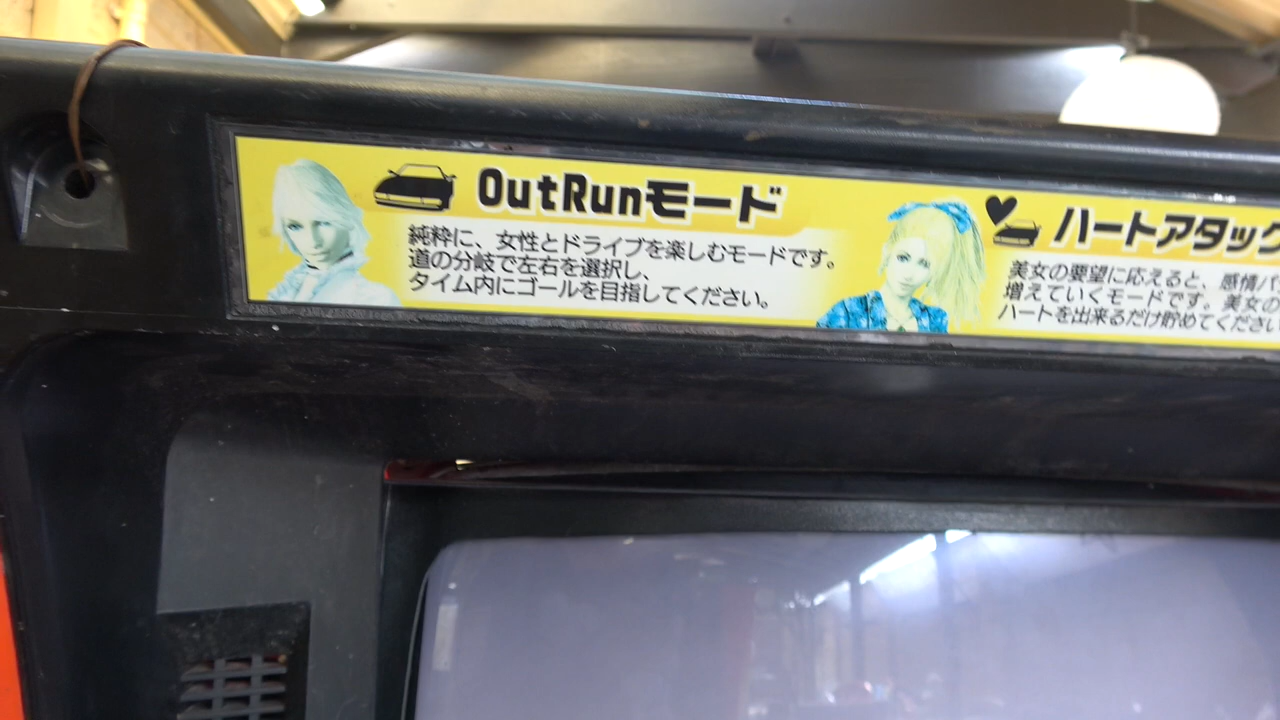 OutRunモード
純粋に、女性とドライブを楽しむモードです。
道の分岐で左右を選択し、
タイム内にゴールを目指してください。
ハートアタック
美女の要望に応えると、感情パ
増えていくモードです。美女の
ハートを出来るだけ貯めてください